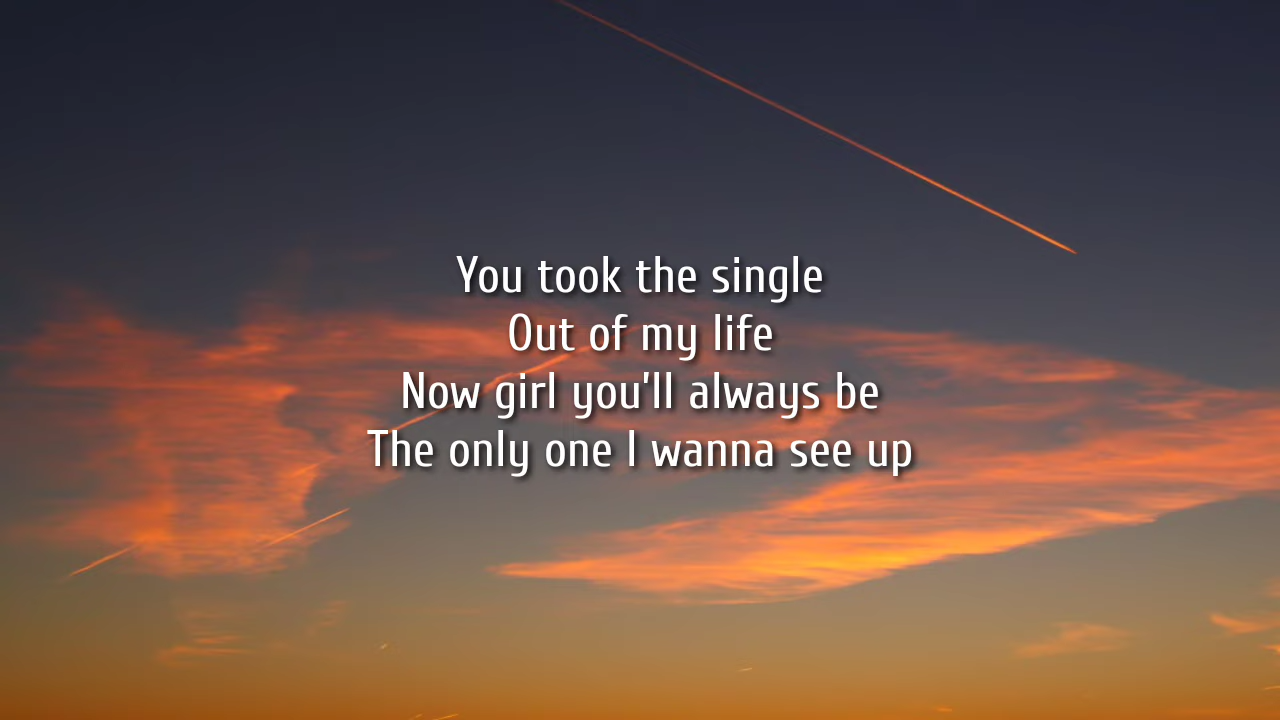 You took the single
Out of my life
Now girl you'll always be
The only one I wanna see up